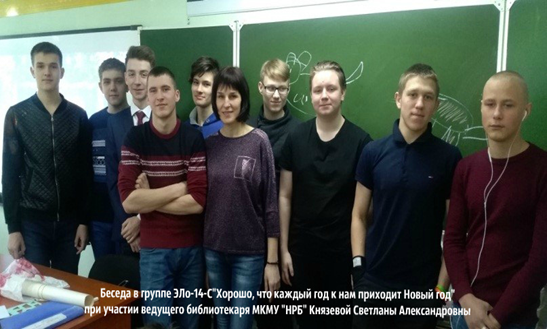 Беседа в группе ЭЛо-14-С"Хорошо, что каждый год к нам приходит Новый год"
при участии ведущего библиотекаря МКМУ "НРБ" Князевой Светланы Александровны